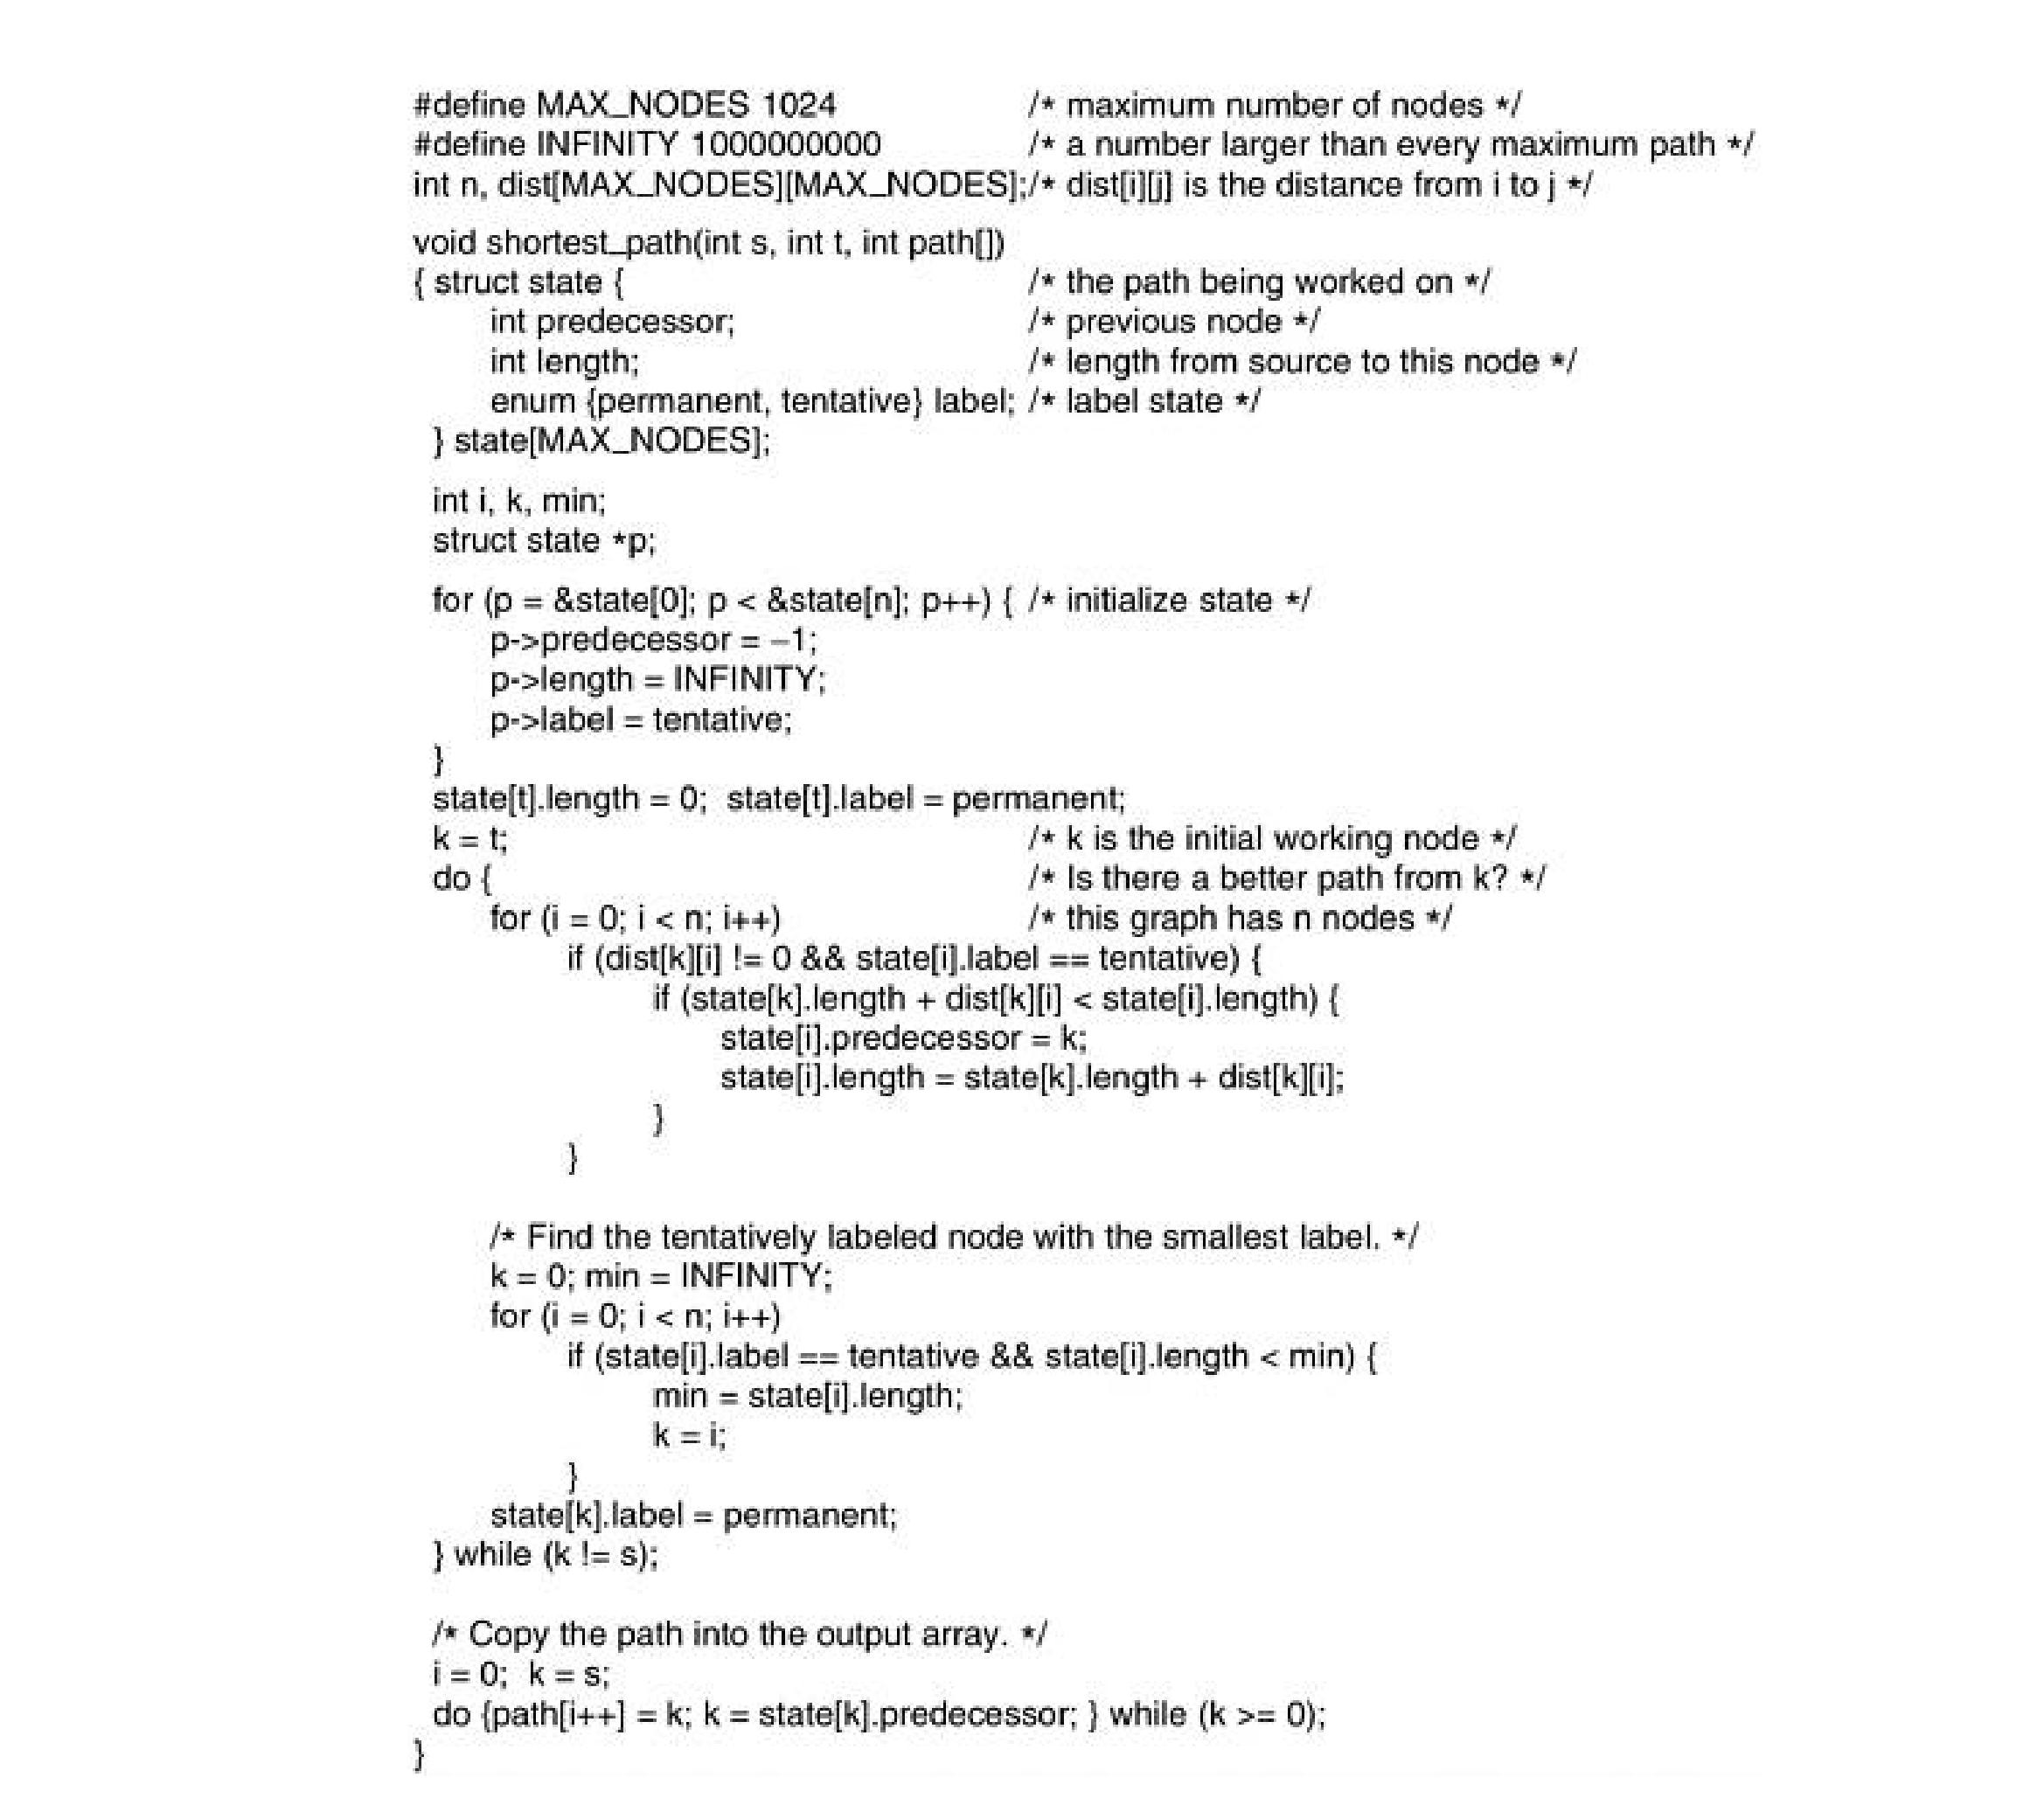 #define MAX_NODES 1024 /* maximum number of nodes */
#define INFINITY 1000000000 /* a number larger than every maximum path */
int n, dist[MAX_NODES][MAX_NODES];/* dist[i][j] is the distance from i to j */
void shortest_path(int s, int t, int path[])
{ struct state { /* the path being worked on */
int predecessor; /* previous node */
int length; /* length from source to this node */
enum {permanent, tentative} label; /* label state */
} state[MAX_NODES];
int i, k, min;
struct state *p;
for (p = &state[0]; p < &state[n]; p++) { /* initialize state */
p->predecessor = −1;
p->length = INFINITY;
p->label = tentative;
}
state[t].length = 0; state[t].label = permanent;
k = t; /* k is the initial working node */
do { /* Is there a better path from k? */
for (i = 0; i < n; i++) /* this graph has n nodes */
if (dist[k][i] != 0 && state[i].label == tentative) {
if (state[k].length + dist[k][i] < state[i].length) {
state[i].predecessor = k;
state[i].length = state[k].length + dist[k][i];
}
}
/* Find the tentatively labeled node with the smallest label. */
k = 0; min = INFINITY;
for (i = 0; i < n; i++)
if (state[i].label == tentative && state[i].length < min) {
min = state[i].length;
k = i;
}
state[k].label = permanent;
} while (k != s);
/* Copy the path into the output array. */
i = 0; k = s;
do {path[i++] = k; k = state[k].predecessor; } while (k >= 0);
}